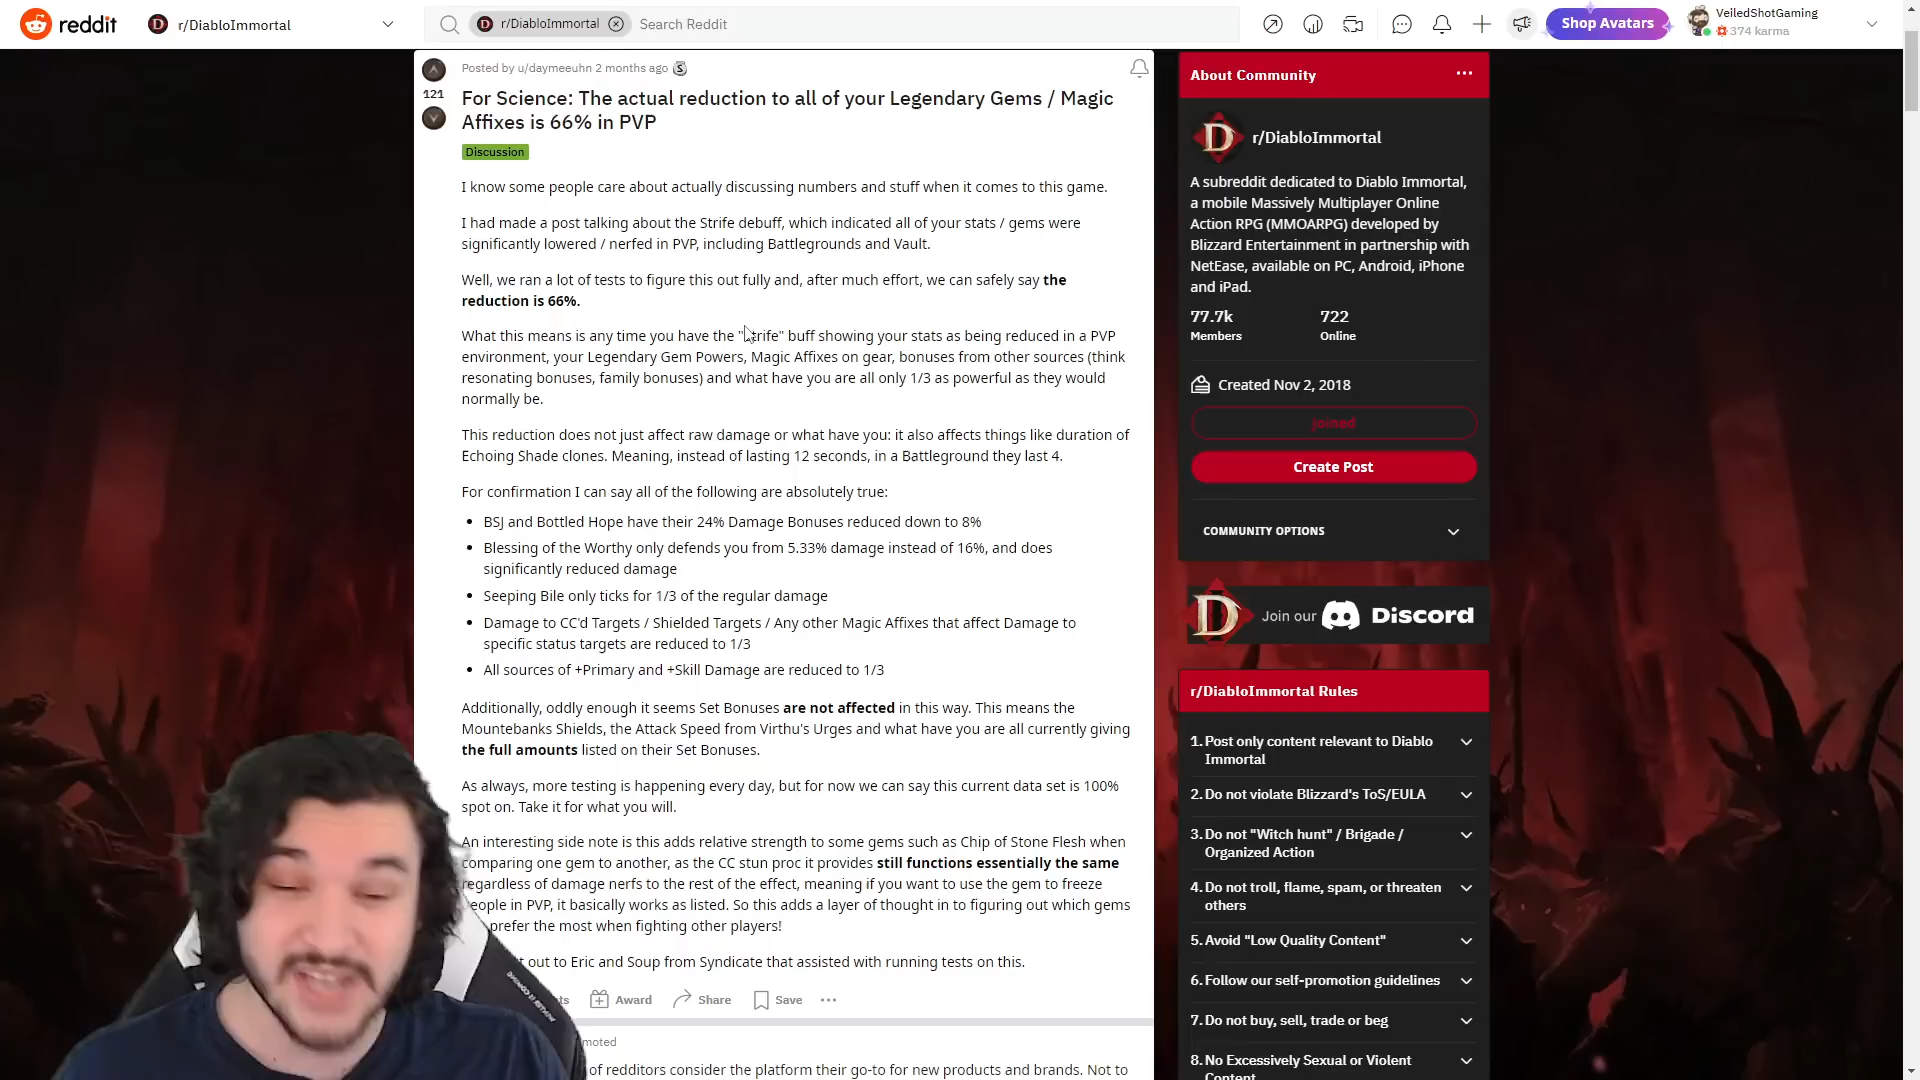 reddit
r/DiabloImmortal
r/DiabloImmortal
Search Reddit
Shop Avatars
VeiledShotGaming
374 karma
Posted by u/daymeeuhn 2 months ago
121
For Science: The actual reduction to all of your Legendary Gems / Magic
Affixes is 66% in PVP
Discussion
I know some people care about actually discussing numbers and stuff when it comes to this game.
I had made a post talking about the Strife debuff, which indicated all of your stats / gems were
significantly lowered / nerfed in PVP, including Battlegrounds and Vault.
Well, we ran a lot of tests to figure this out fully and, after much effort, we can safely say the
reduction is 66%.
What this means is any time you have the "Strife" buff showing your stats as being reduced in a PVP
environment, your Legendary Gem Powers, Magic Affixes on gear, bonuses from other sources (think
resonating bonuses, family bonuses) and what have you are all only 1/3 as powerful as they would
normally be.
This reduction does not just affect raw damage or what have you: it also affects things like duration of
Echoing Shade clones. Meaning, instead of lasting 12 seconds, in a Battleground they last 4.
For confirmation I can say all of the following are absolutely true:
• BSJ and Bottled Hope have their 24% Damage Bonuses reduced down to 8%
• Blessing of the Worthy only defends you from 5.33% damage instead of 16%, and does
significantly reduced damage
• Seeping Bile only ticks for 1/3 of the regular damage
• Damage to CC'd Targets / Shielded Targets / Any other Magic Affixes that affect Damage to
specific status targets are reduced to 1/3
• All sources of +Primary and +Skill Damage are reduced to 1/3
Additionally, oddly enough it seems Set Bonuses are not affected in this way. This means the
Mountebanks Shields, the Attack Speed from Virthu's Urges and what have you are all currently giving
the full amounts listed on their Set Bonuses.
As always, more testing is happening every day, but for now we can say this current data set is 100%
spot on. Take it for what you will.
An interesting side note is this adds relative strength to some gems such as Chip of Stone Flesh when
comparing one gem to another, as the CC stun proc it provides still functions essentially the same
regardless of damage nerfs to the rest of the effect, meaning if you want to use the gem to freeze
people in PVP, it basically works as listed. So this adds a layer of thought in to figuring out which gems
prefer the most when fighting other players!
out to Eric and Soup from Syndicate that assisted with running tests on this.
Award
Share
Save
of redditors consider the platform their go-to for new products and brands. Not to
About Community
r/DiabloImmortal
A subreddit dedicated to Diablo Immortal,
a mobile Massively Multiplayer Online
Action RPG (MMOARPG) developed by
Blizzard Entertainment in partnership with
NetEase, available on PC, Android, iPhone
and iPad.
77.7k
722
Members
Online
Created Nov 2, 2018
Joined
Create Post
COMMUNITY OPTIONS
Join our Discord
r/DiabloImmortal Rules
1. Post only content relevant to Diablo
Immortal
2. Do not violate Blizzard's ToS/EULA
3. Do not "Witch hunt" / Brigade /
Organized Action
4. Do not troll, flame, spam, or threaten
others
5. Avoid "Low Quality Content"
6. Follow our self-promotion guidelines
7. Do not buy, sell, trade or beg
8. No Excessively Sexual or Violent
Content